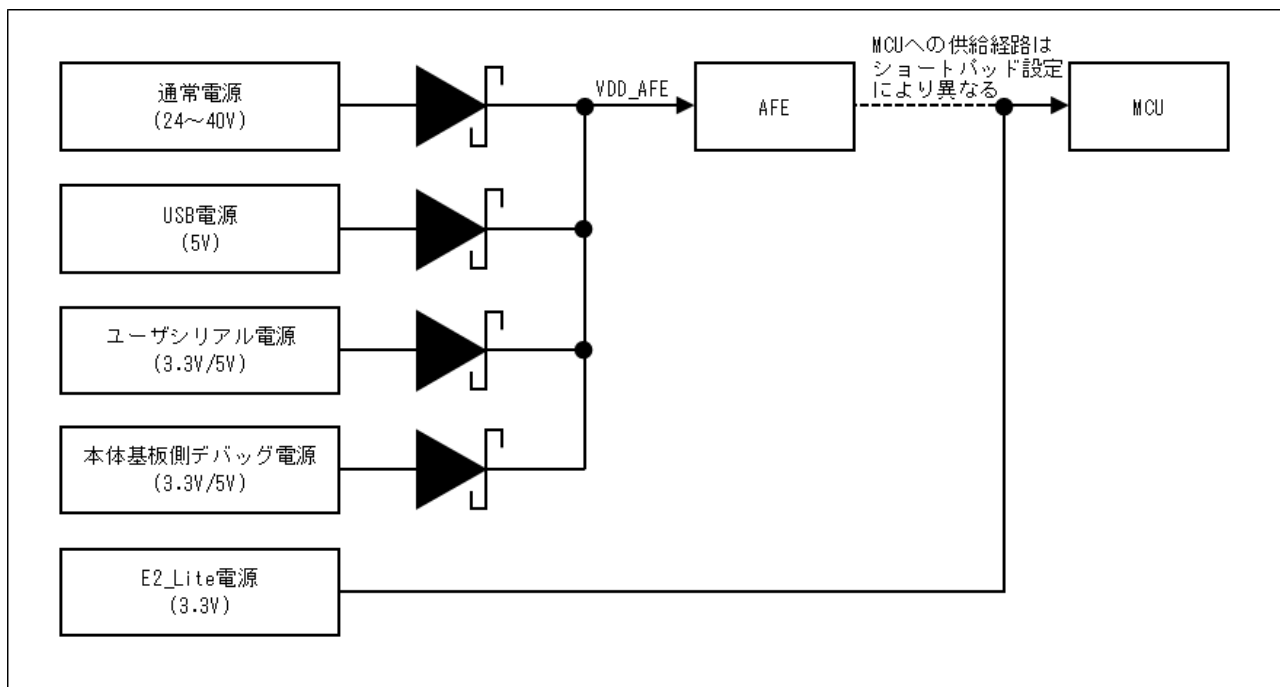 通常電源
(24～40V)
VDD_AFE
AFE
MCUへの供給経路は
ショートパッド設定
により異なる
MCU
USB電源
(5V)
ユーザシリアル電源
(3.3V/5V)
本体基板側デバッグ電源
(3.3V/5V)
E2_Lite電源
(3.3V)